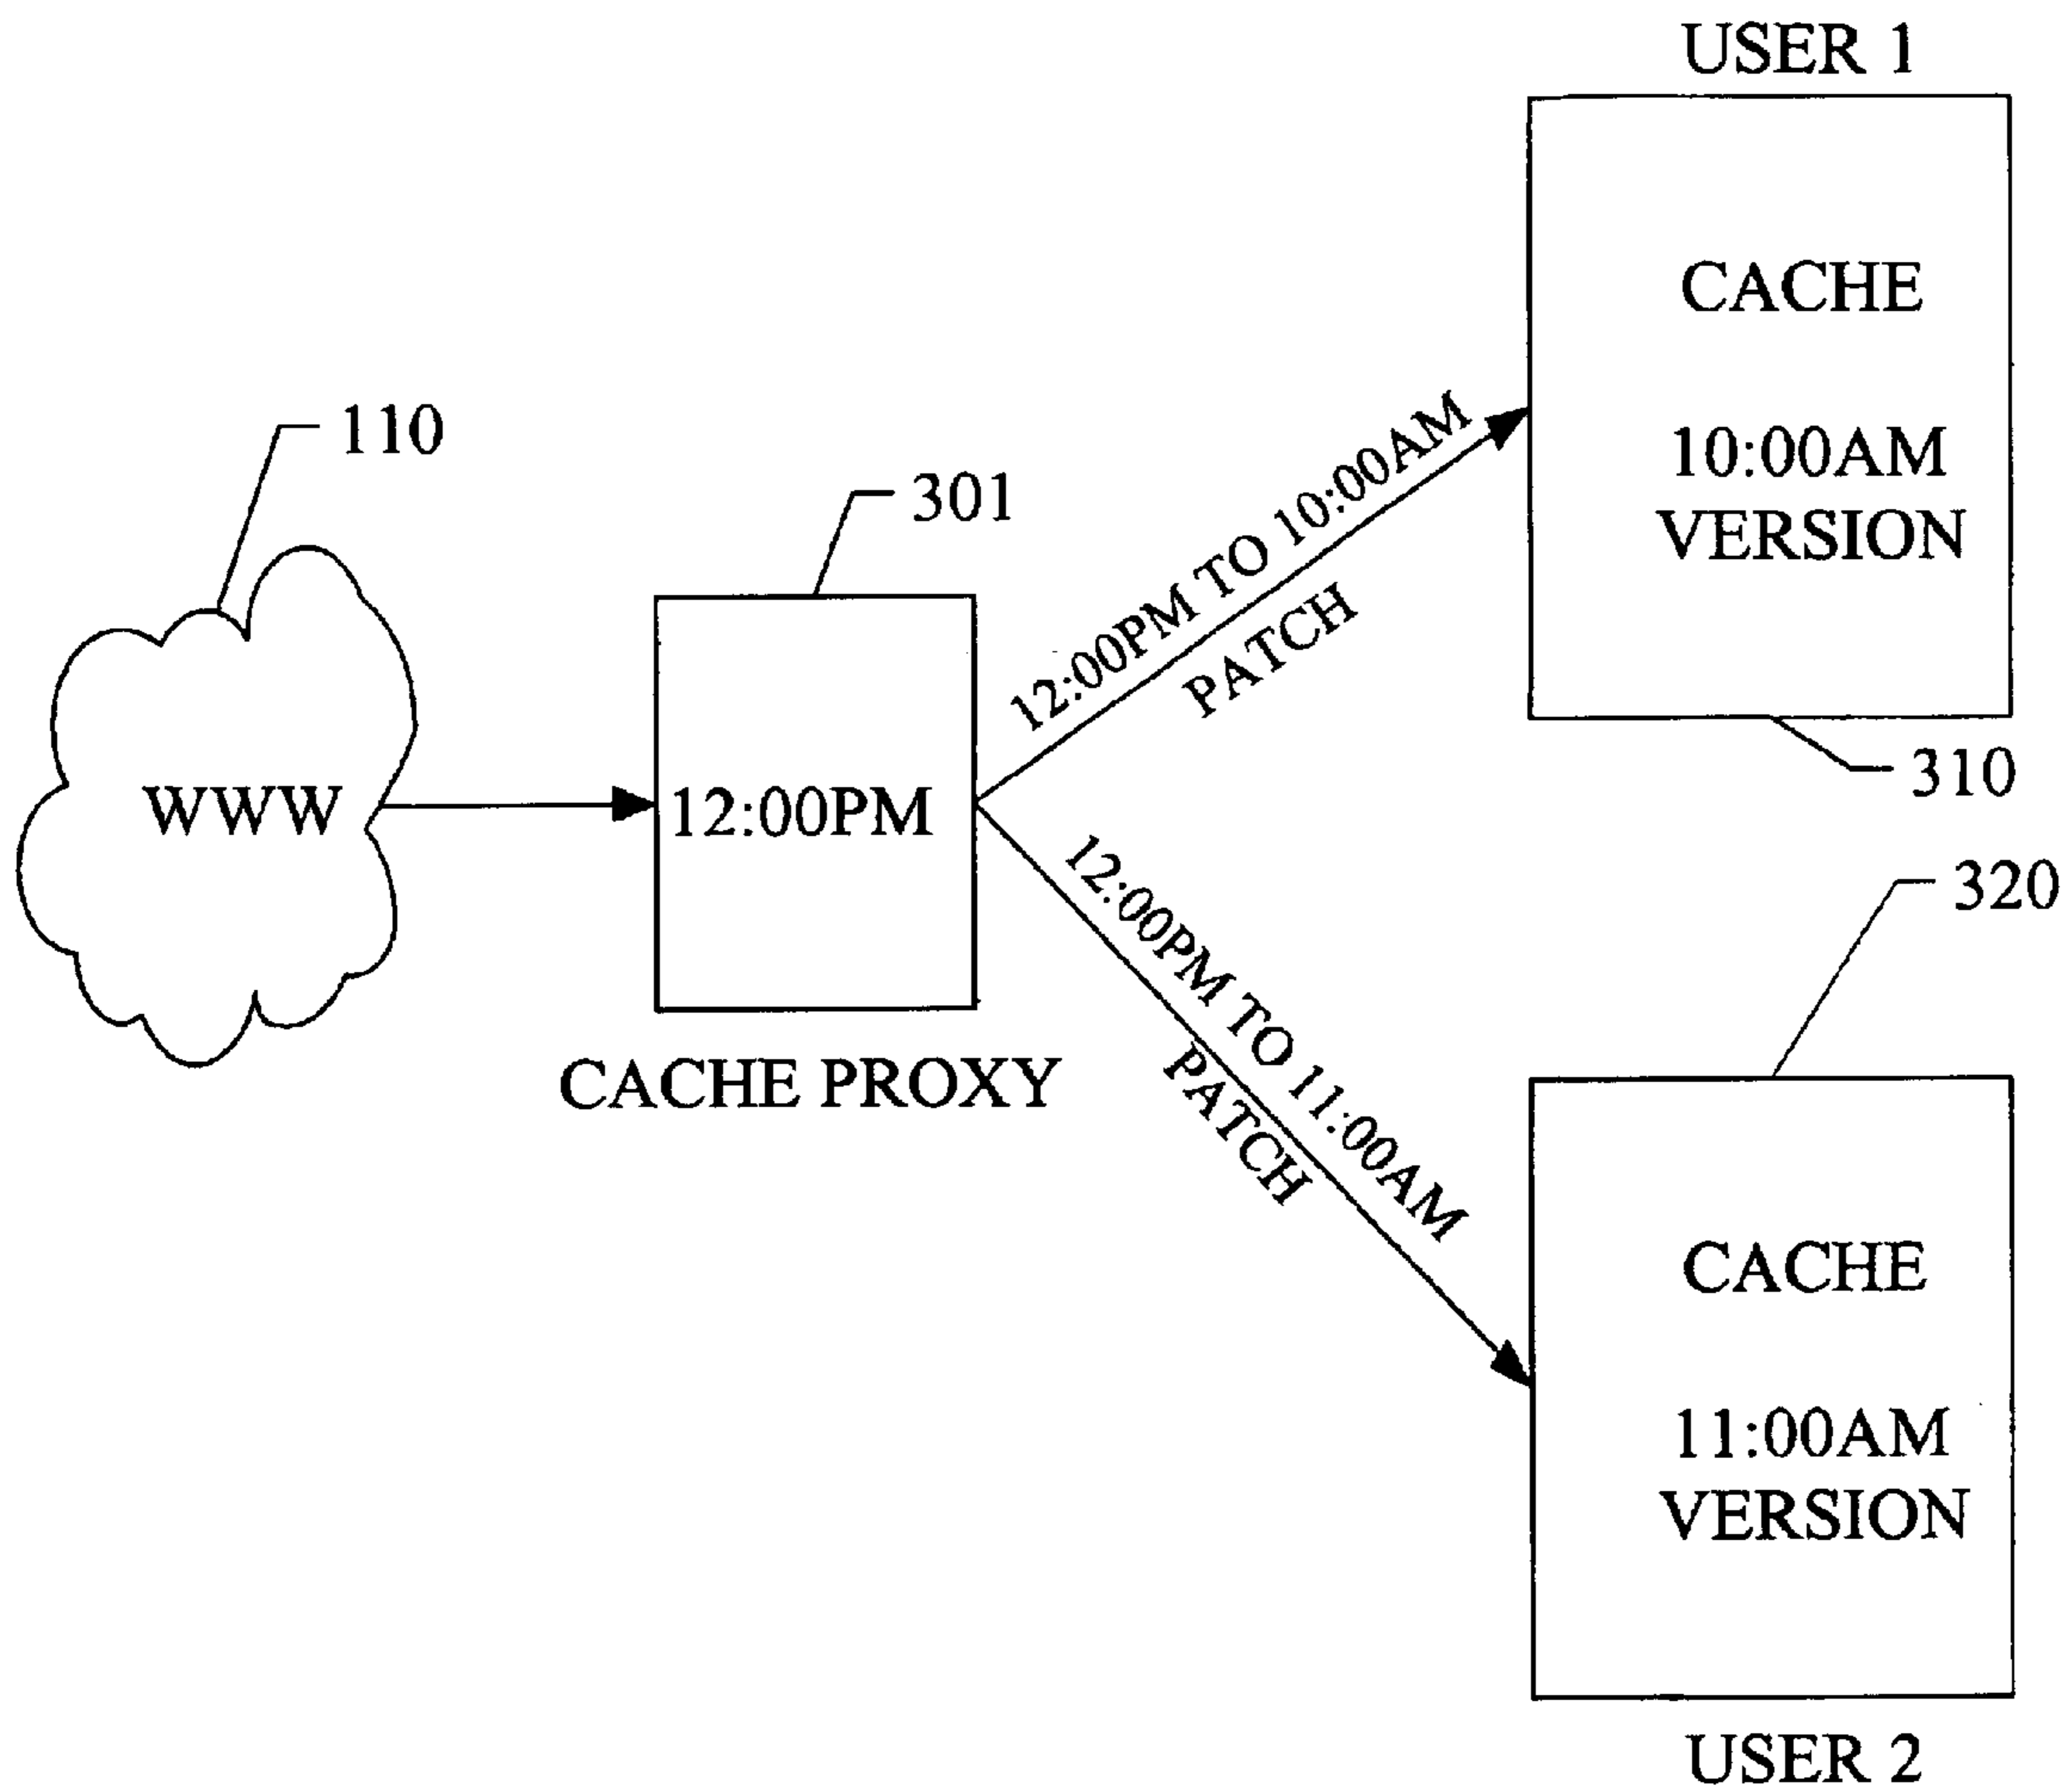 USER 1
CACHE
10:00AM
VERSION
310
110
301
WWW
12:00PM
CACHE PROXY
12:00PM TO 10:00AM
PATCH
12:00PM TO 11:00AM
PATCH
320
CACHE
11:00AM
VERSION
USER 2